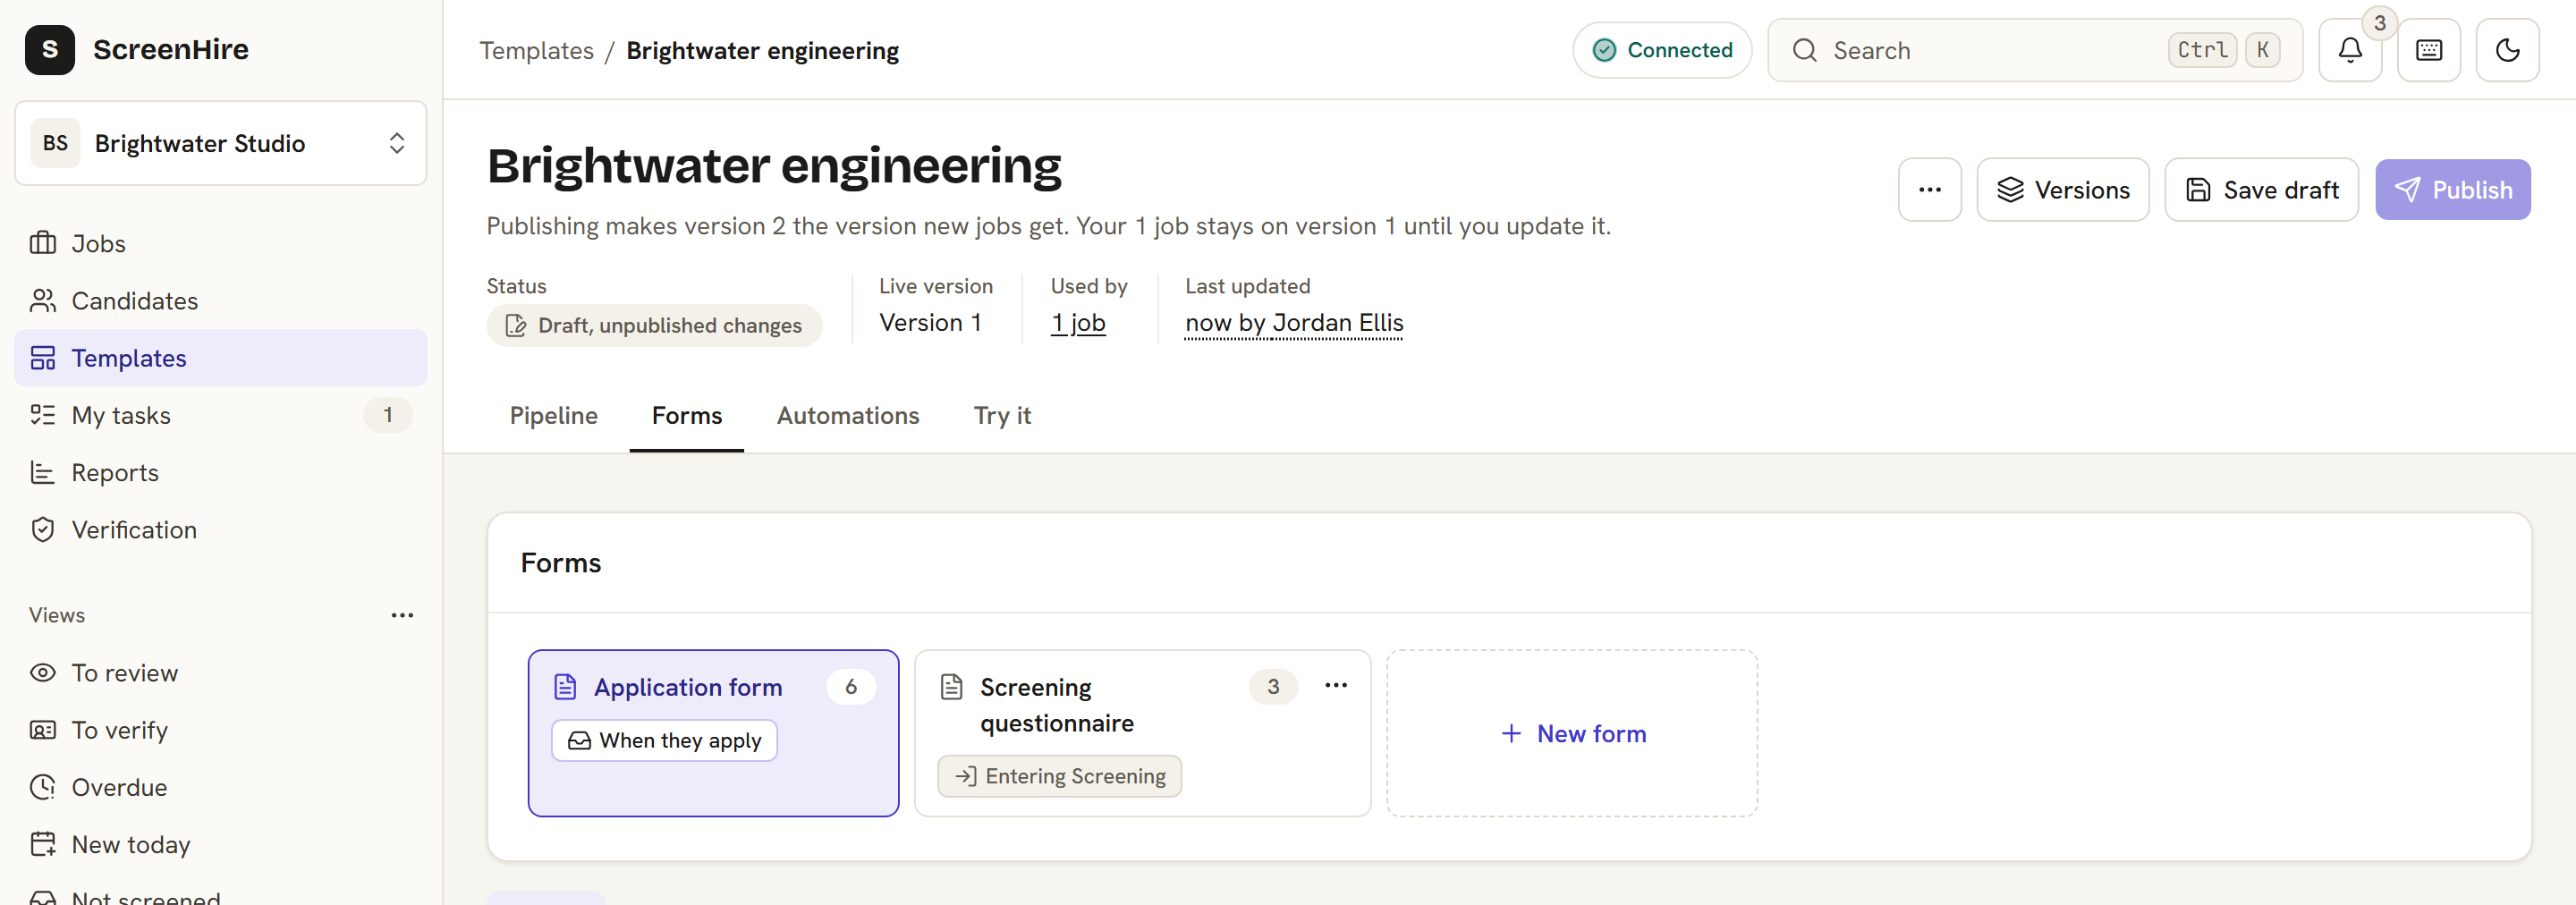 S ScreenHire
BS Brightwater Studio
Jobs
Candidates
Templates
My tasks 1
Reports
Verification
Views
To review
To verify
Overdue
New today
Not screened
Templates / Brightwater engineering
Connected
Search Ctrl K
3
Brightwater engineering
Publishing makes version 2 the version new jobs get. Your 1 job stays on version 1 until you update it.
Versions
Save draft
Publish
Status
Draft, unpublished changes
Live version
Version 1
Used by
1 job
Last updated
now by Jordan Ellis
Pipeline
Forms
Automations
Try it
Forms
Application form 6
When they apply
Screening 3
questionnaire
Entering Screening
New form